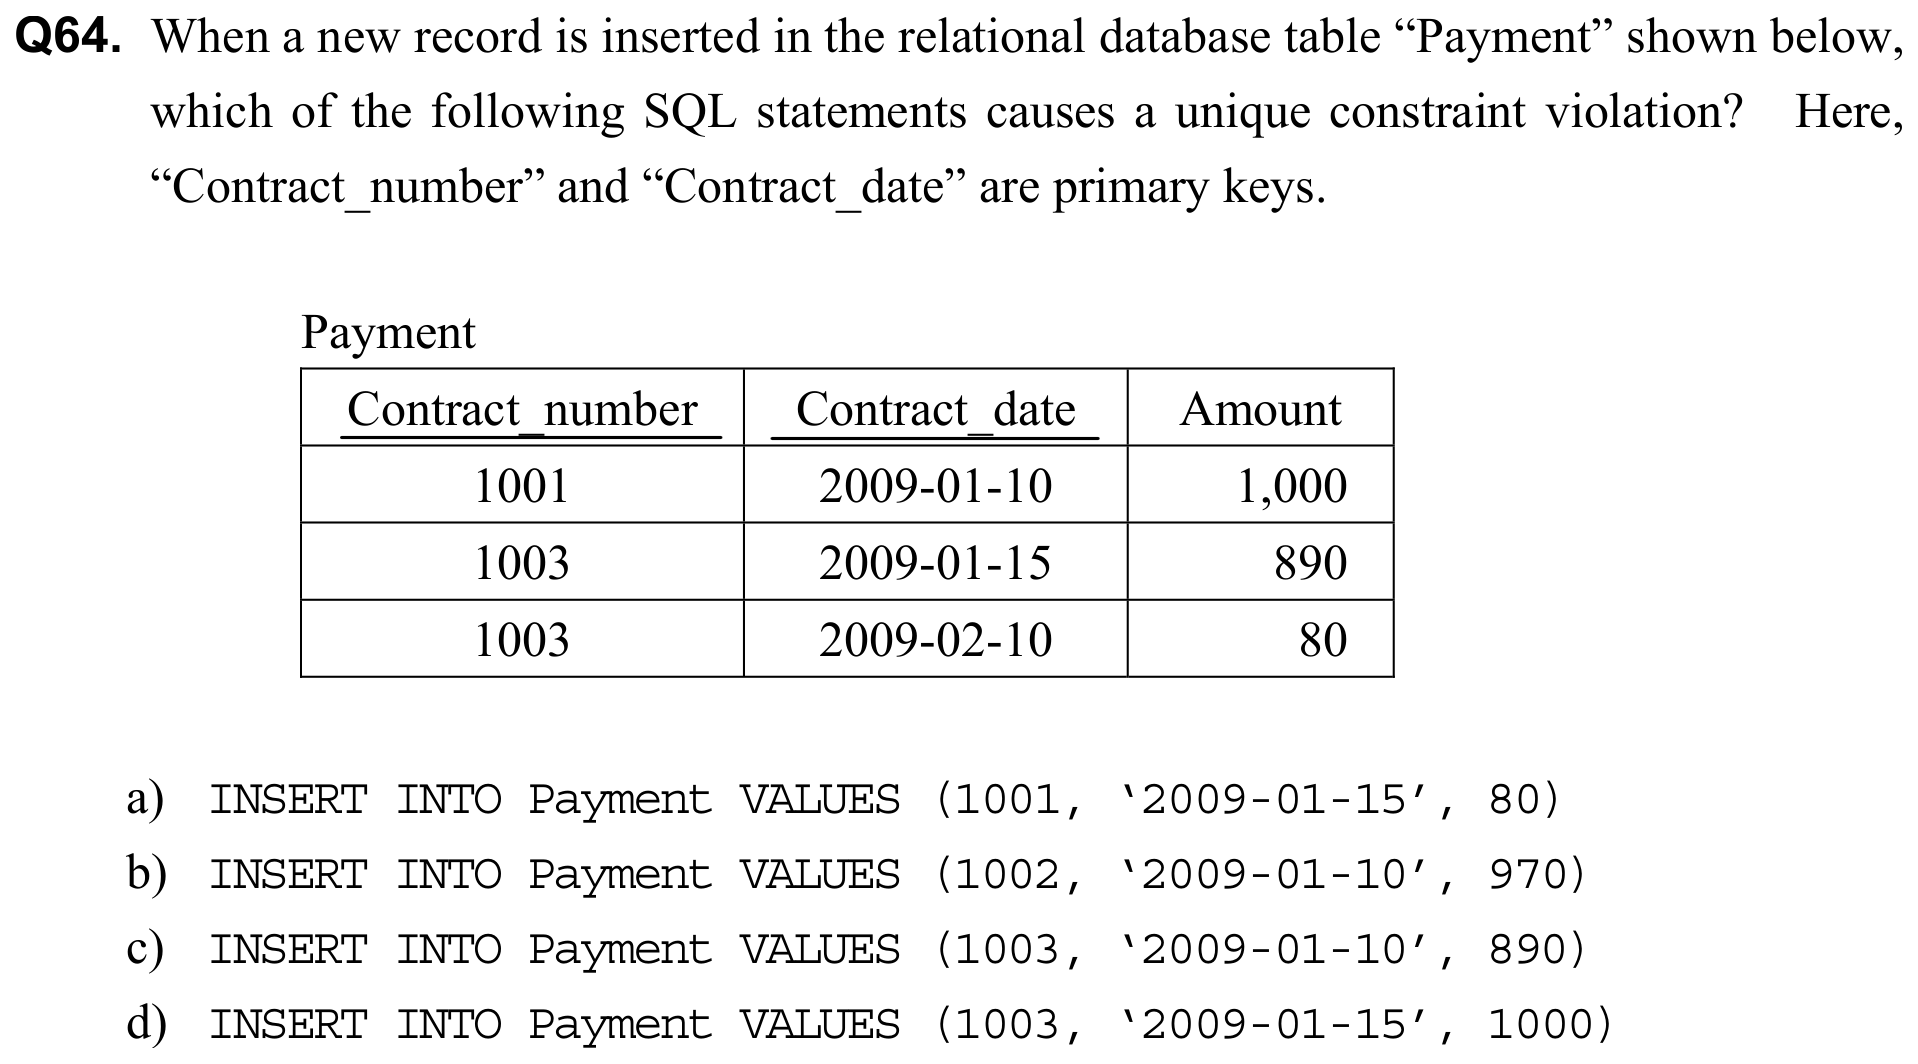 Q64. When a new record is inserted in the relational database table “Payment” shown below,
which of the following SQL statements causes a unique constraint violation? Here,
“Contract_number” and “Contract_date” are primary keys.
Payment
Contract_number Contract_date Amount
1001 2009-01-10 1,000
1003 2009-01-15 890
1003 2009-02-10 80
a) INSERT INTO Payment VALUES (1001, ‘2009-01-15’, 80)
b) INSERT INTO Payment VALUES (1002, ‘2009-01-10’, 970)
c) INSERT INTO Payment VALUES (1003, ‘2009-01-10’, 890)
d) INSERT INTO Payment VALUES (1003, ‘2009-01-15’, 1000)